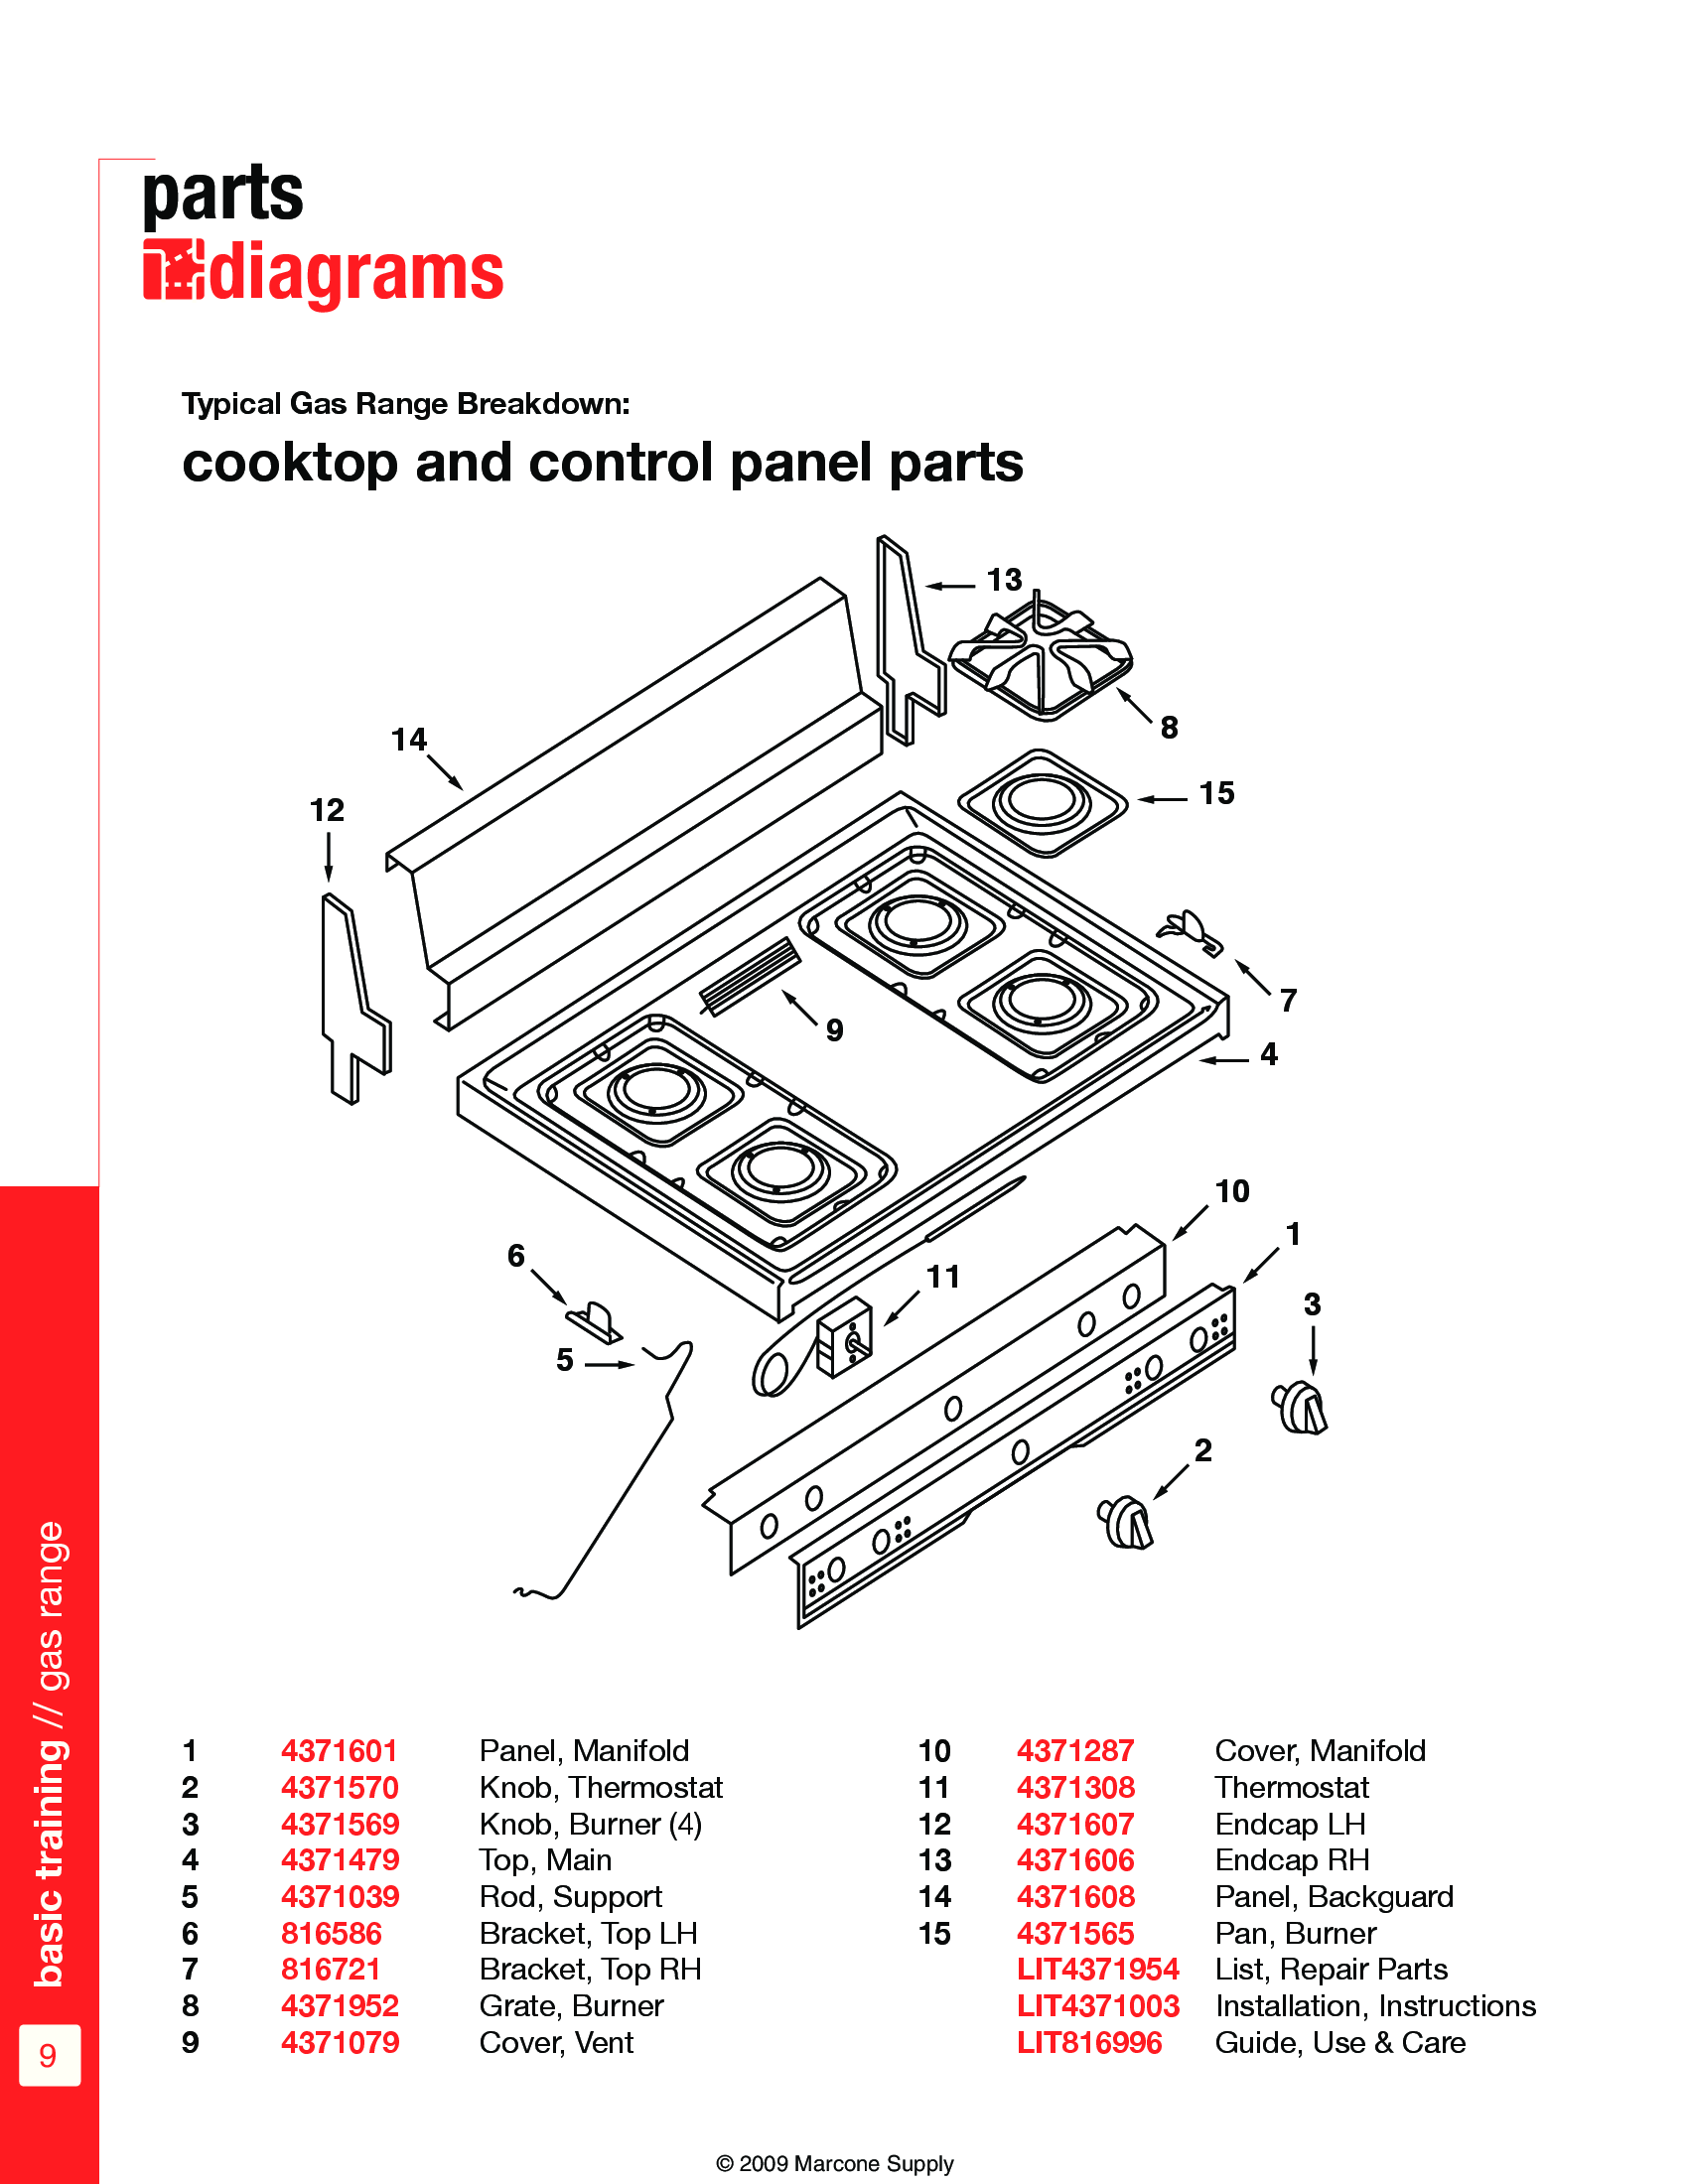 parts
diagrams
Typical Gas Range Breakdown:
cooktop and control panel parts
13
8
14
15
12
7
9
4
10
1
6
11
3
5
2
1 4371601 Panel, Manifold
2 4371570 Knob, Thermostat
3 4371569 Knob, Burner (4)
4 4371479 Top, Main
5 4371039 Rod, Support
6 816586 Bracket, Top LH
7 816721 Bracket, Top RH
8 4371952 Grate, Burner
9 4371079 Cover, Vent
10 4371287 Cover, Manifold
11 4371308 Thermostat
12 4371607 Endcap LH
13 4371606 Endcap RH
14 4371608 Panel, Backguard
15 4371565 Pan, Burner
LIT4371954 List, Repair Parts
LIT4371003 Installation, Instructions
LIT816996 Guide, Use & Care
basic training // gas range
9
© 2009 Marcone Supply